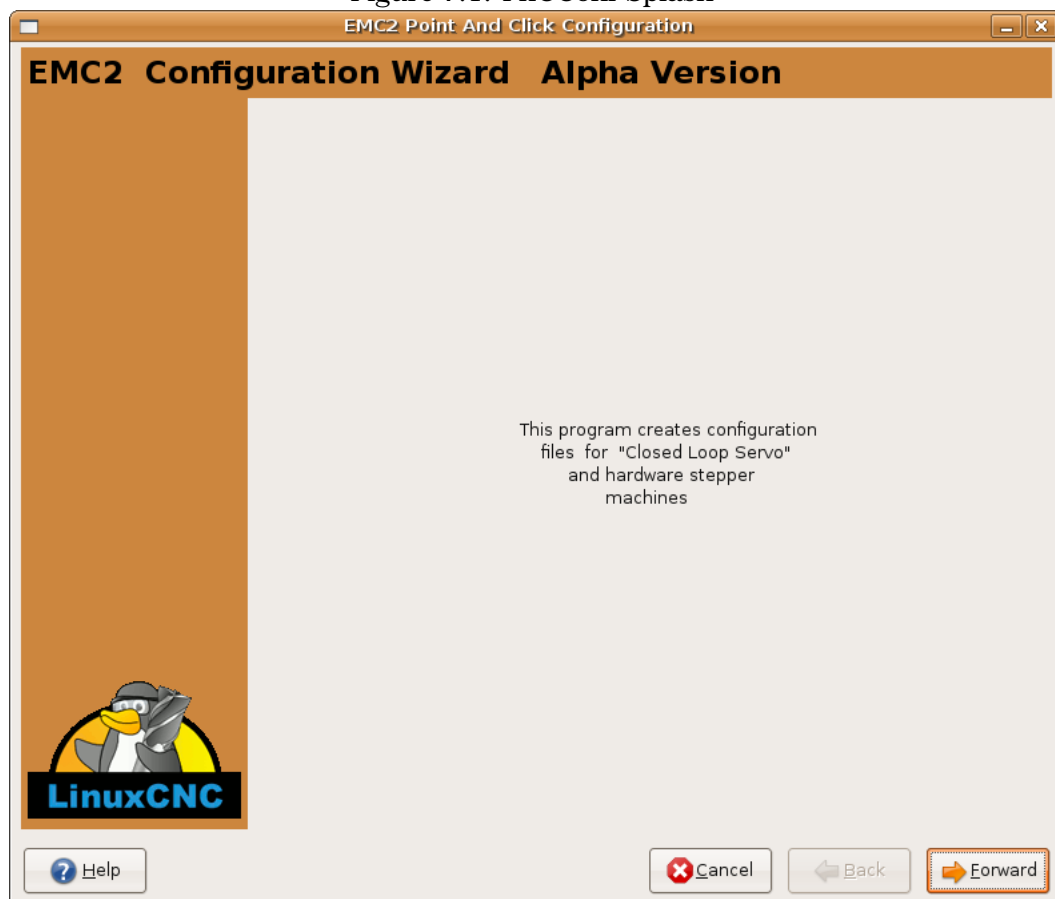 EMC2 Point And Click Configuration
EMC2 Configuration Wizard Alpha Version
This program creates configuration
files for "Closed Loop Servo"
and hardware stepper
machines
LinuxCNC
Help
Cancel
Back
Forward